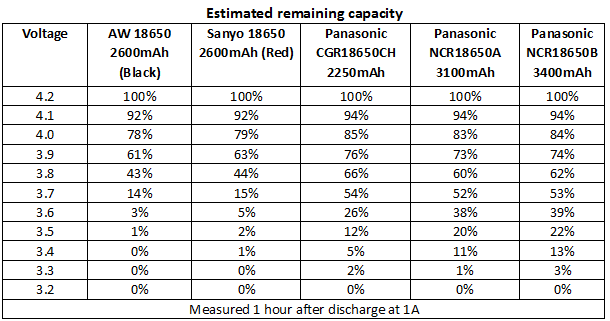 Estimated remaining capacity
Voltage AW 18650 Sanyo 18650 Panasonic Panasonic Panasonic
2600mAh 2600mAh (Red) CGR18650CH NCR18650A NCR18650B
(Black) 2250mAh 3100mAh 3400mAh
4.2 100% 100% 100% 100% 100%
4.1 92% 92% 94% 94% 94%
4.0 78% 79% 85% 83% 84%
3.9 61% 63% 76% 73% 74%
3.8 43% 44% 66% 60% 62%
3.7 14% 15% 54% 52% 53%
3.6 3% 5% 26% 38% 39%
3.5 1% 2% 12% 20% 22%
3.4 0% 1% 5% 11% 13%
3.3 0% 0% 2% 1% 3%
3.2 0% 0% 0% 0% 0%
Measured 1 hour after discharge at 1A